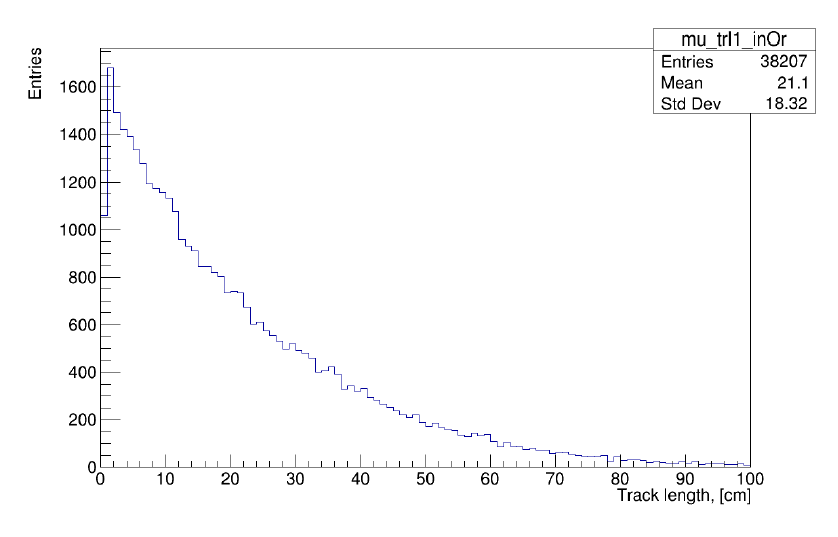 mu_trl1_inOr
Entries 38207
Mean 21.1
Std Dev 18.32
Entries
1600
1400
1200
1000
800
600
400
200
0
0 10 20 30 40 50 60 70 80 90 100
Track length, [cm]